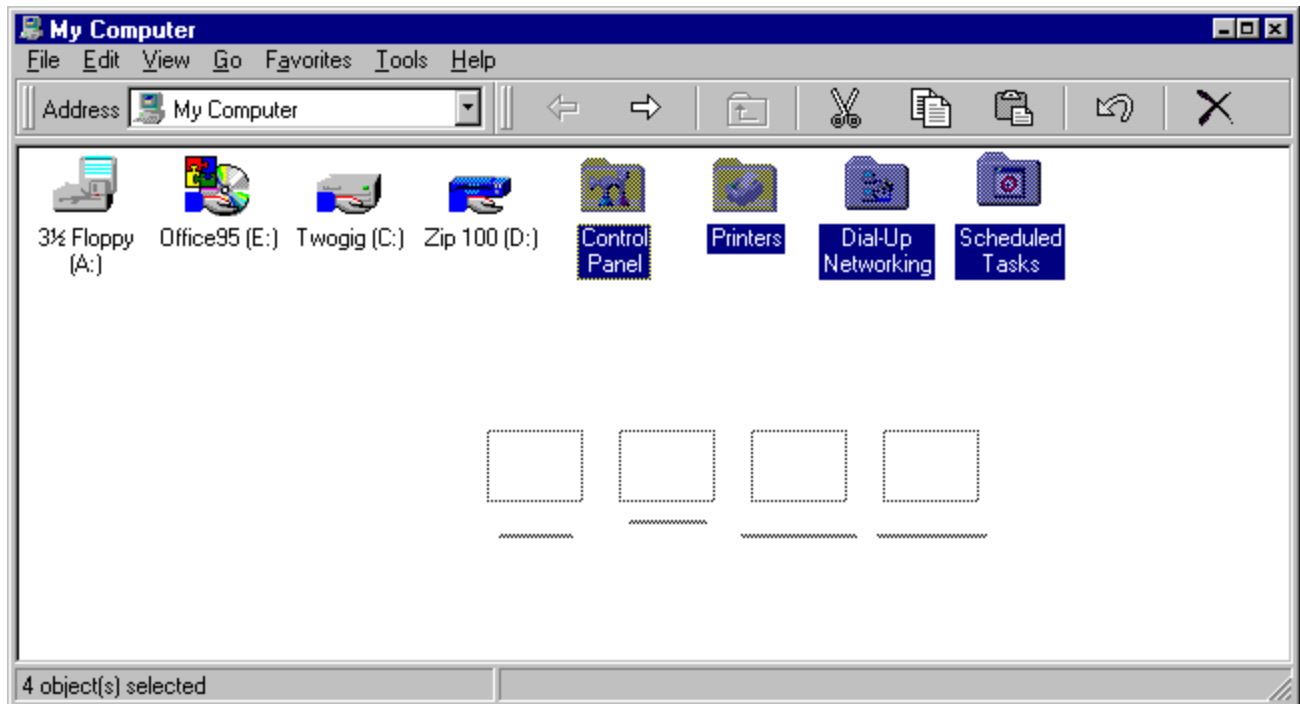 My Computer
File Edit View Go Favorites Tools Help
Address My Computer
3½ Floppy (A:)
Office95 (E:)
Twogig (C:)
Zip 100 (D:)
Control Panel
Printers
Dial-Up Networking
Scheduled Tasks
4 object(s) selected